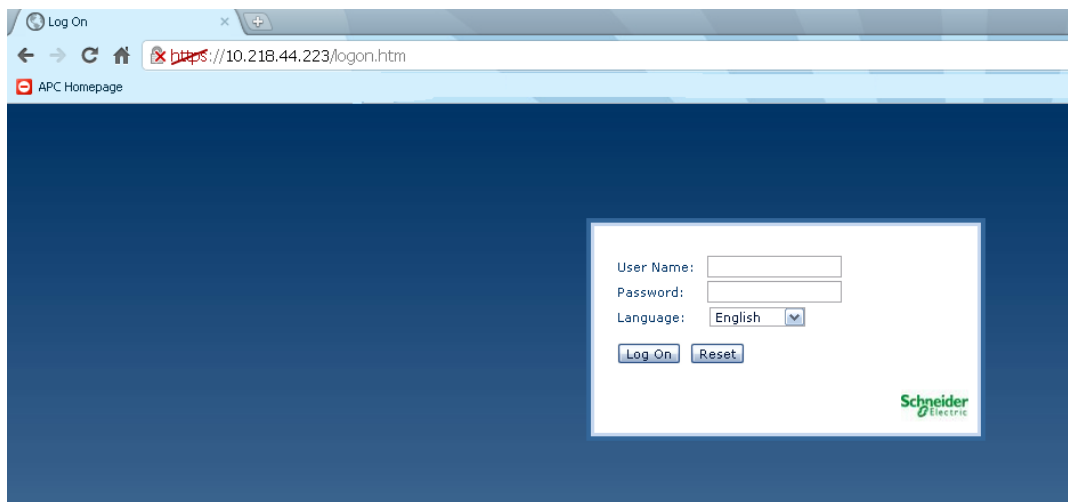 Log On
https://10.218.44.223/logon.htm
APC Homepage
User Name:
Password:
Language: English
Log On Reset
Schneider
Electric